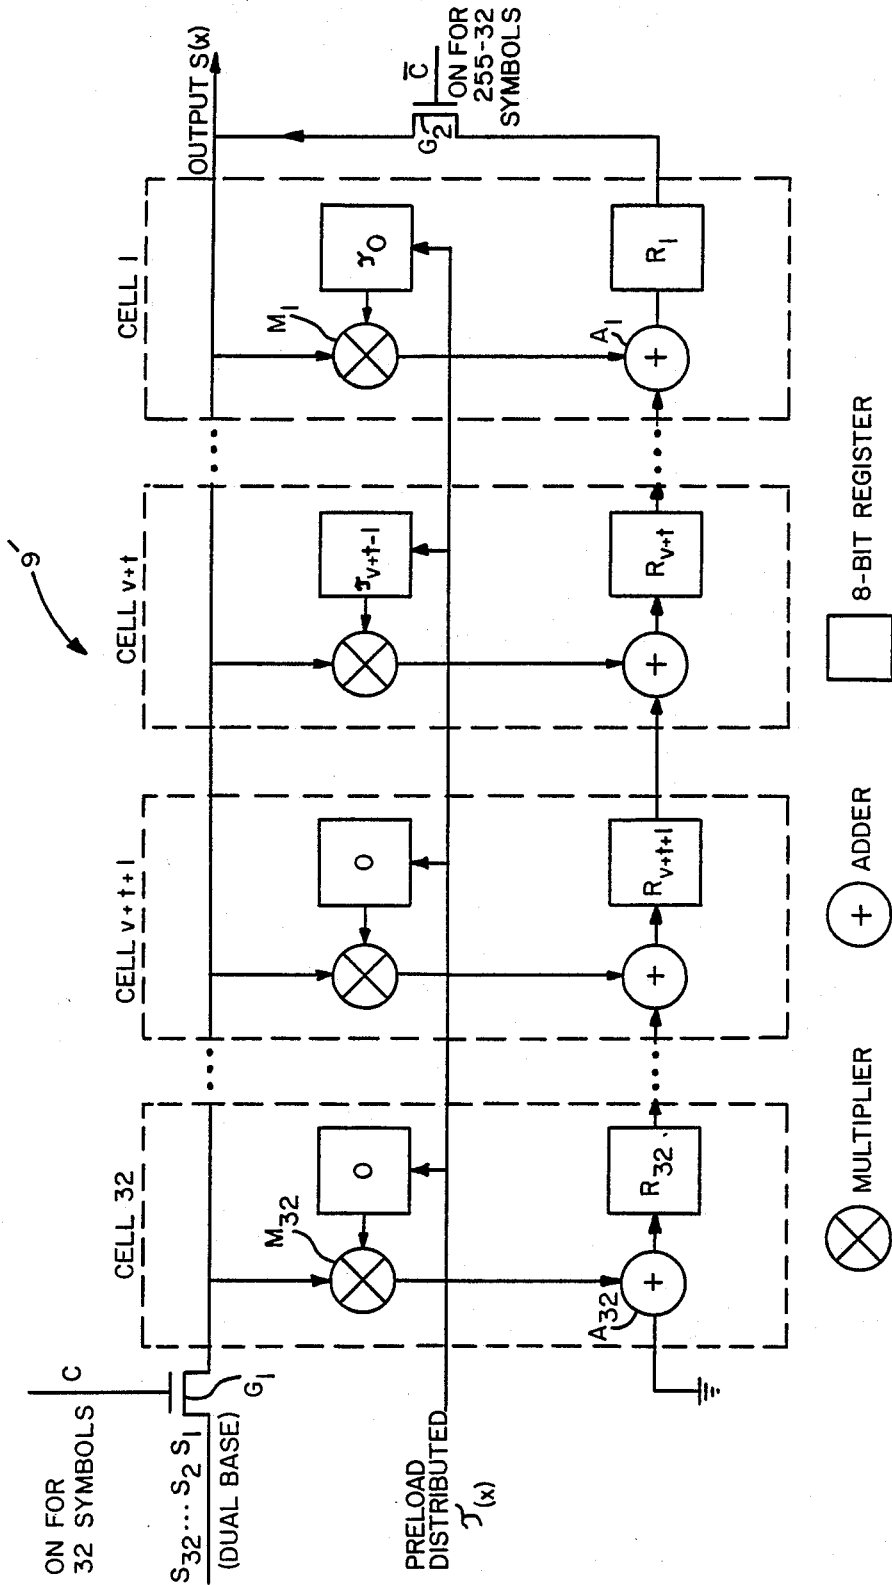 9'
ON FOR
32 SYMBOLS
C
G1
S32... S2 S1
(DUAL BASE)
PRELOAD
DISTRIBUTED
𝒯(x)
CELL 32
M32
0
A32
+
R32
CELL v+t+1
0
+
Rv+t+1
CELL v+t
𝒯v+t-1
+
Rv+t
CELL 1
M1
𝒯0
A1
+
R1
OUTPUT S(x)
G2
C̅
ON FOR
255-32
SYMBOLS
MULTIPLIER
+ ADDER
8-BIT REGISTER